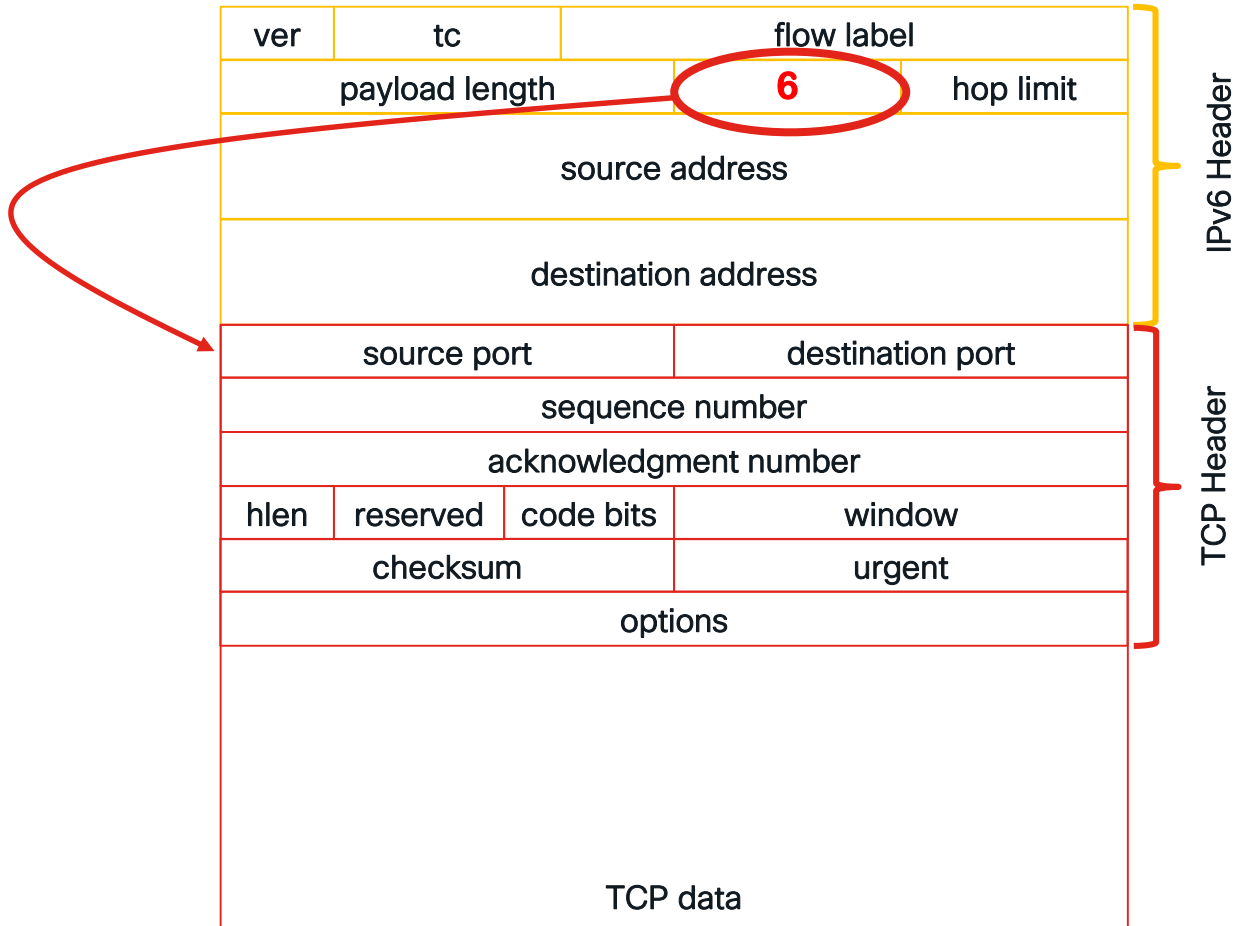 ver tc flow label
payload length 6 hop limit
source address
destination address
IPv6 Header
source port destination port
sequence number
acknowledgment number
hlen reserved code bits window
checksum urgent
options
TCP Header
TCP data